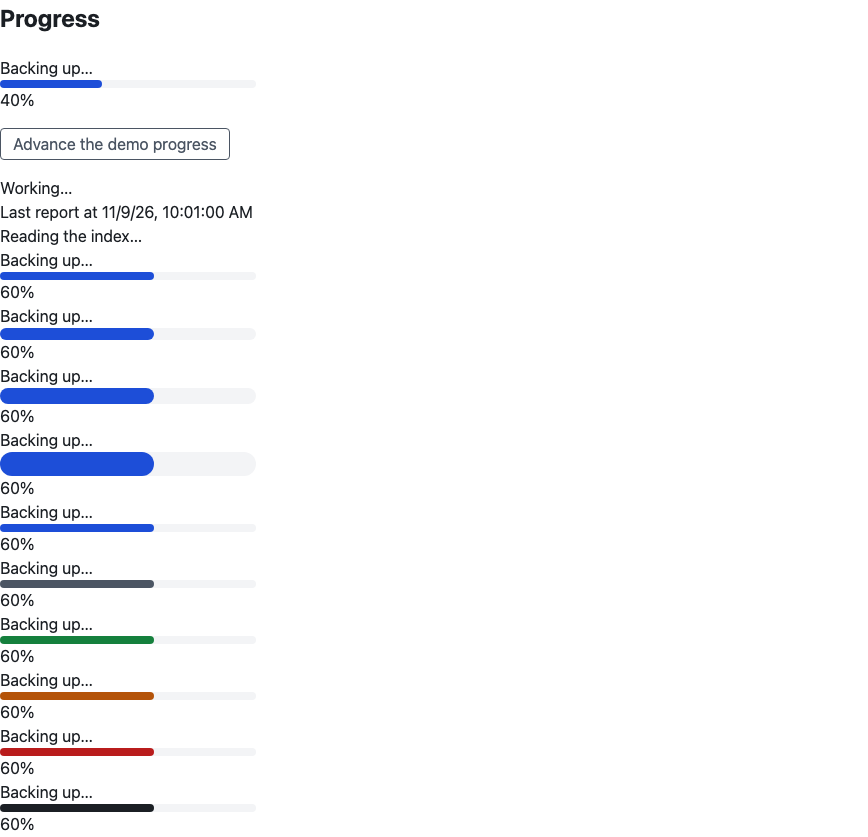 Progress
Backing up...
40%
Advance the demo progress
Working...
Last report at 11/9/26, 10:01:00 AM
Reading the index...
Backing up...
60%
Backing up...
60%
Backing up...
60%
Backing up...
60%
Backing up...
60%
Backing up...
60%
Backing up...
60%
Backing up...
60%
Backing up...
60%
Backing up...
60%